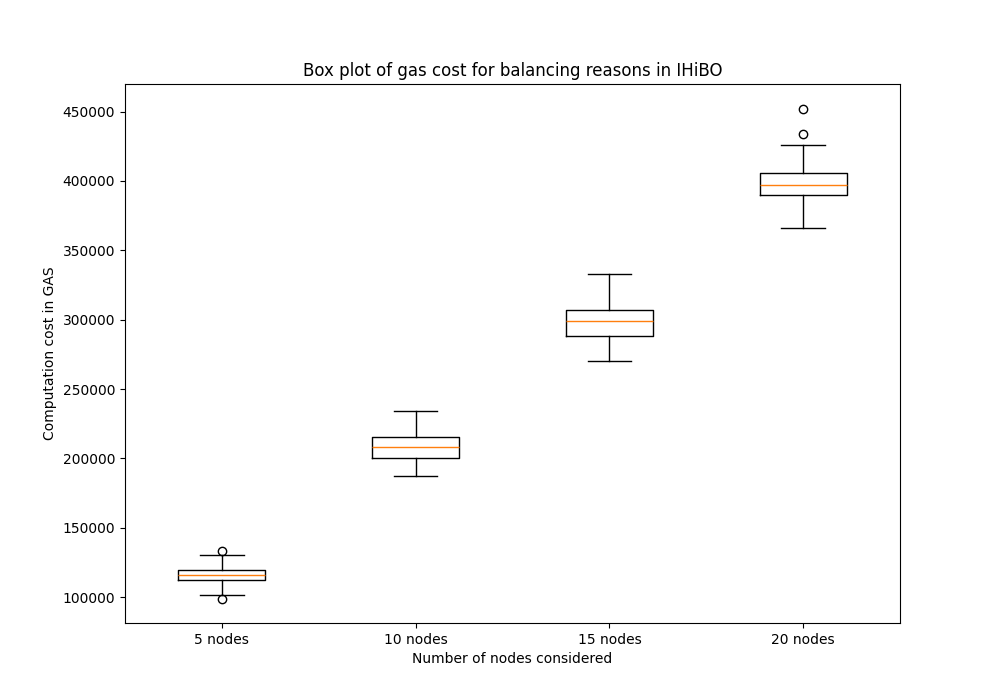 Box plot of gas cost for balancing reasons in IHiBO
450000
400000
350000
300000
250000
200000
150000
100000
Computation cost in GAS
5 nodes 10 nodes 15 nodes 20 nodes
Number of nodes considered